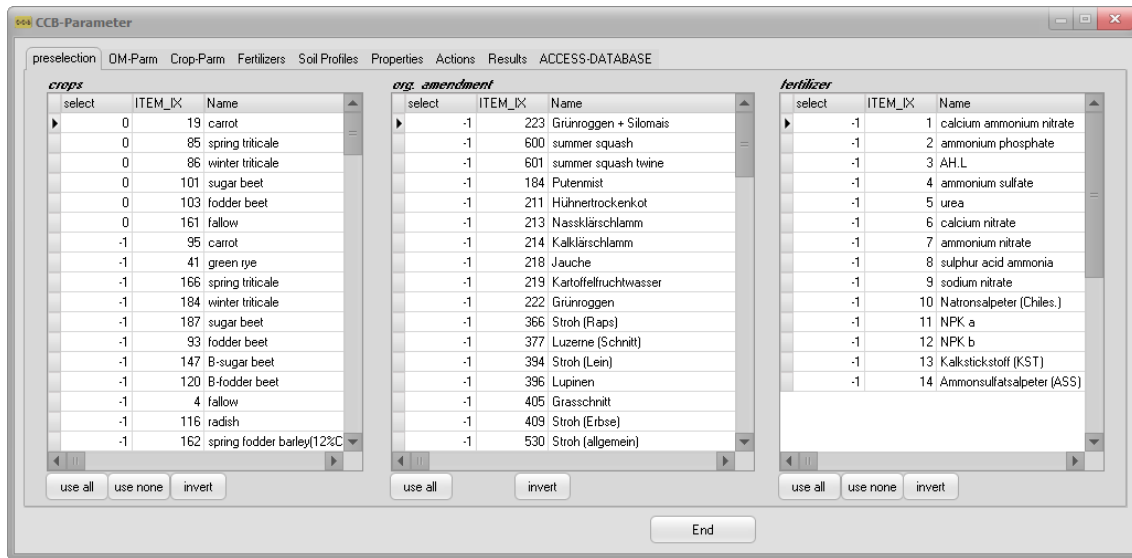 CCB-Parameter
preselection OM-Parm Crop-Parm Fertilizers Soil Profiles Properties Actions Results ACCESS-DATABASE
crops
select ITEM_IX Name
0 19 carrot
0 85 spring triticale
0 86 winter triticale
0 101 sugar beet
0 103 fodder beet
0 161 fallow
-1 95 carrot
-1 41 green rye
-1 166 spring triticale
-1 184 winter triticale
-1 187 sugar beet
-1 93 fodder beet
-1 147 B-sugar beet
-1 120 B-fodder beet
-1 4 fallow
-1 116 radish
-1 162 spring fodder barley(12%C
use all use none invert
org. amendment
select ITEM_IX Name
-1 223 Grünroggen + Silomais
-1 600 summer squash
-1 601 summer squash twine
-1 184 Putenmist
-1 211 Hühnertrockenkot
-1 213 Nassklärschlamm
-1 214 Kalklärschlamm
-1 218 Jauche
-1 219 Kartoffelfruchtwasser
-1 222 Grünroggen
-1 366 Stroh (Raps)
-1 377 Luzerne (Schnitt)
-1 394 Stroh (Lein)
-1 396 Lupinen
-1 405 Grasschnitt
-1 409 Stroh (Erbse)
-1 530 Stroh (allgemein)
use all invert
fertilizer
select ITEM_IX Name
-1 1 calcium ammonium nitrate
-1 2 ammonium phosphate
-1 3 AH.L
-1 4 ammonium sulfate
-1 5 urea
-1 6 calcium nitrate
-1 7 ammonium nitrate
-1 8 sulphur acid ammonia
-1 9 sodium nitrate
-1 10 Natronsalpeter (Chiles.)
-1 11 NPK a
-1 12 NPK b
-1 13 Kalkstickstoff (KST)
-1 14 Ammonsulfatsalpeter (ASS)
use all use none invert
End